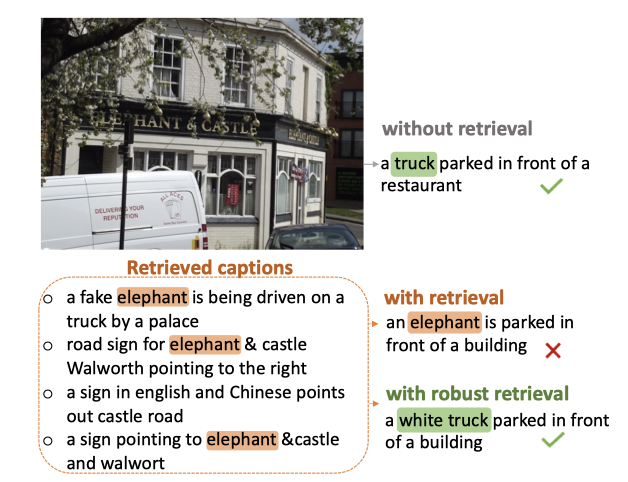 ELEPHANT & CASTLE
DELIVERING YOUR
REPUTATION
without retrieval
a truck parked in front of a
restaurant
Retrieved captions
o a fake elephant is being driven on a
truck by a palace
o road sign for elephant & castle
Walworth pointing to the right
o a sign in english and Chinese points
out castle road
o a sign pointing to elephant &castle
and walwort
with retrieval
an elephant is parked in
front of a building
with robust retrieval
a white truck parked in front
of a building